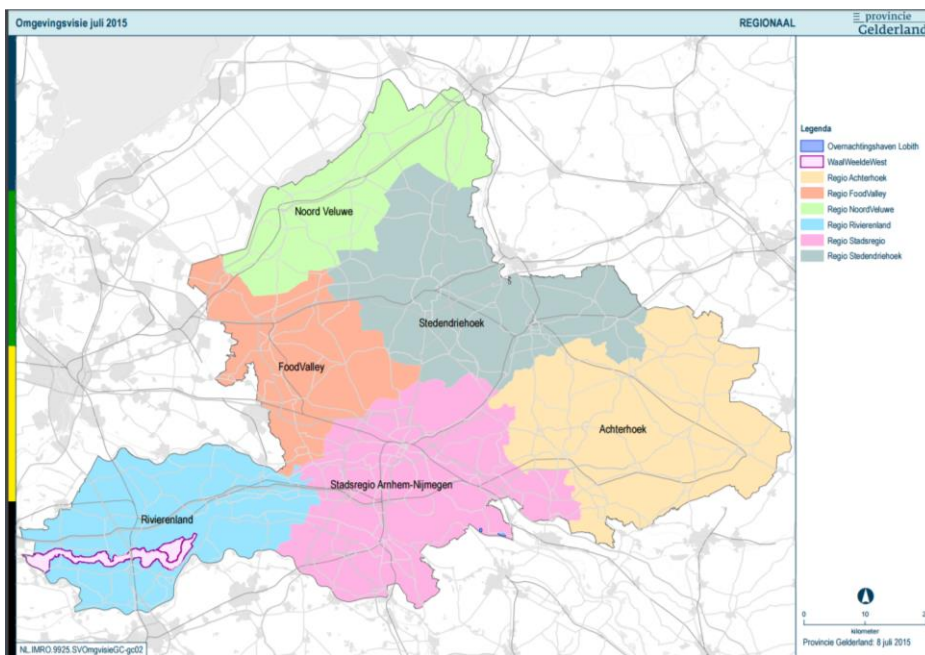 Omgevingsvisie juli 2015
REGIONAAL
provincie
Gelderland
Legenda
Overnachtingshaven Lobith
WaalWeeldeWest
Regio Achterhoek
Regio FoodValley
Regio NoordVeluwe
Regio Rivierenland
Regio Stadsregio
Regio Stedendriehoek
Noord Veluwe
Stedendriehoek
FoodValley
Achterhoek
Stadsregio Arnhem-Nijmegen
Rivierenland
0 10 2
kilometer
Provincie Gelderland: 8 juli 2015
NL.IMRO.9925.SVOmgvisieGC-gc02